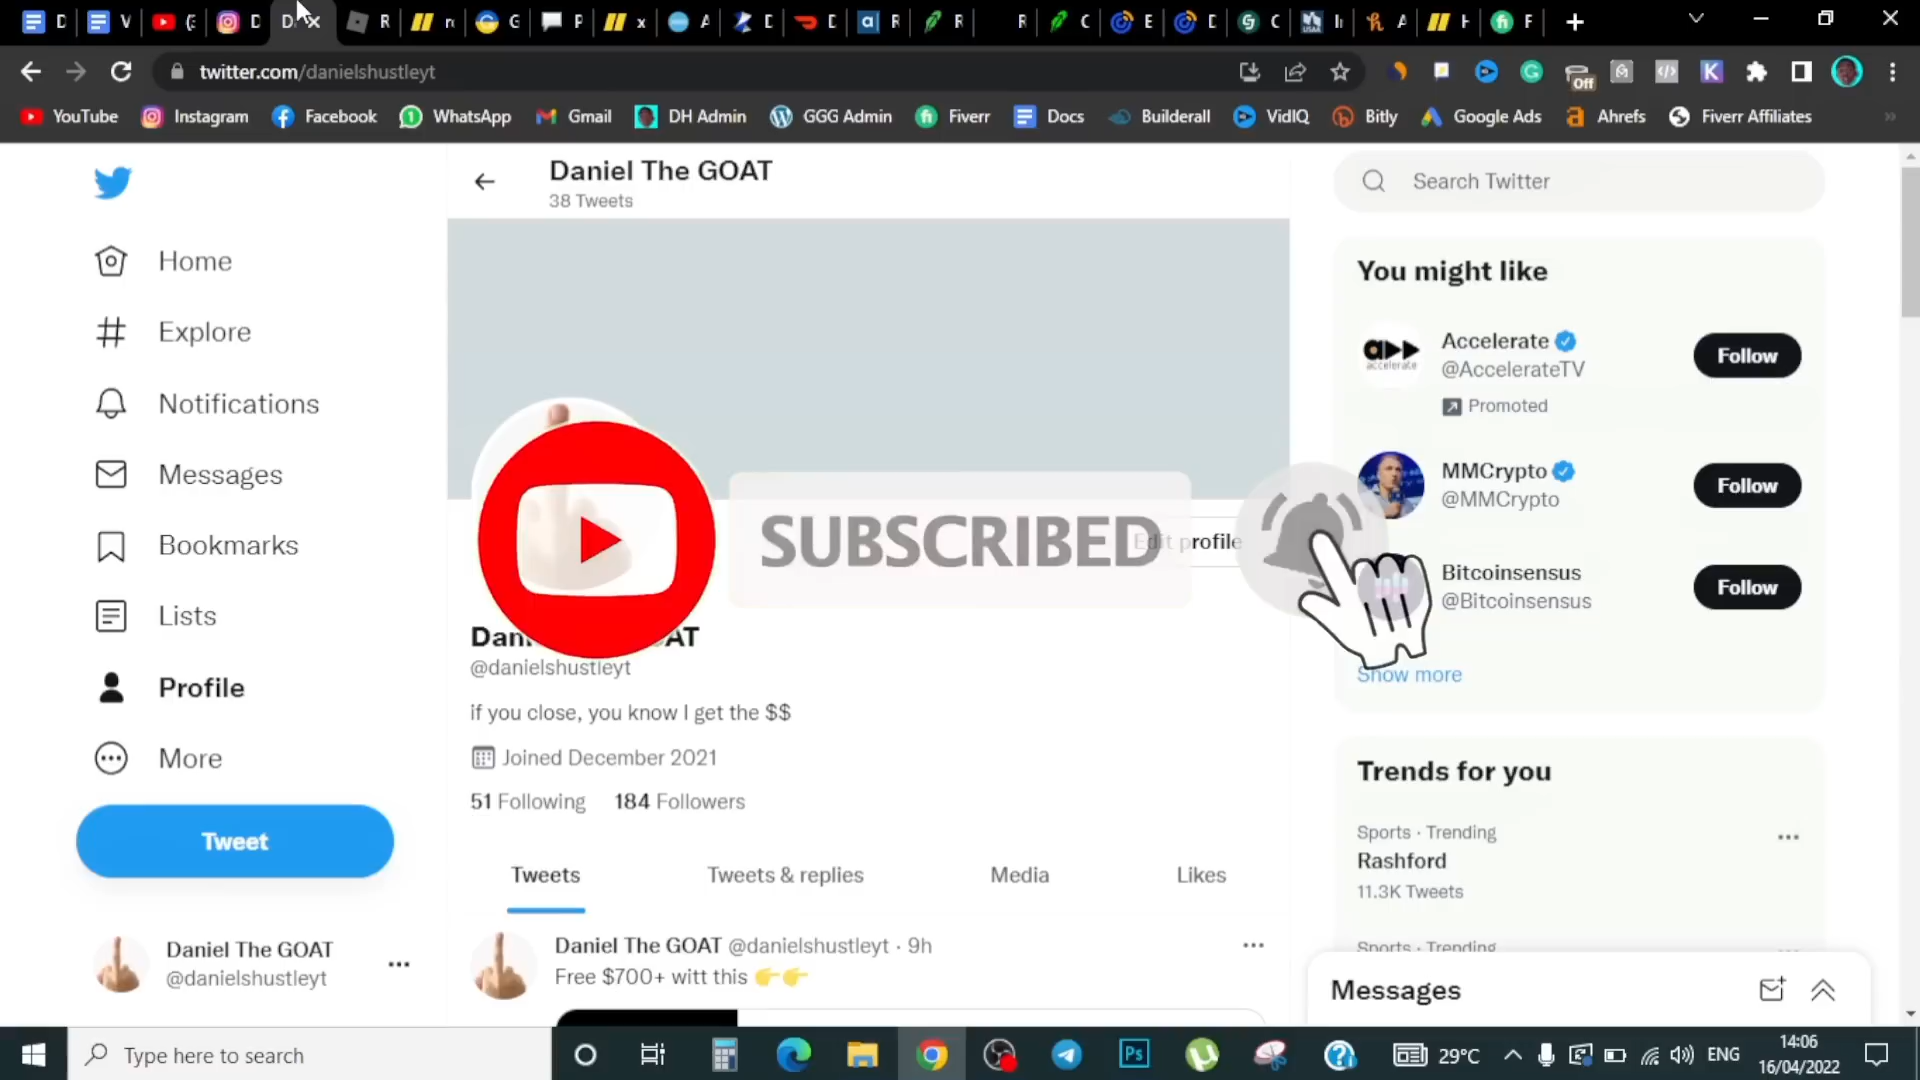 twitter.com/danielshustleyt
Off
YouTube Instagram Facebook WhatsApp Gmail DH Admin GGG Admin Fiverr Docs Builderall VidIQ Bitly Google Ads Ahrefs Fiverr Affiliates »
Daniel The GOAT
38 Tweets
Search Twitter
Home
Explore
Notifications
Messages
Bookmarks
Lists
Profile
More
Tweet
Daniel The GOAT
@danielshustleyt
SUBSCRIBED
Edit profile
@danielshustleyt
if you close, you know I get the $$
Joined December 2021
51 Following 184 Followers
Tweets Tweets & replies Media Likes
Daniel The GOAT @danielshustleyt · 9h
Free $700+ witt this 👉👉
You might like
Accelerate
@AccelerateTV
Promoted
Follow
MMCrypto
@MMCrypto
Follow
Bitcoinsensus
@Bitcoinsensus
Follow
Show more
Trends for you
Sports · Trending
Rashford
11.3K Tweets
Sports · Trending
Messages
Type here to search
Ps
29°C
ENG
14:06
16/04/2022